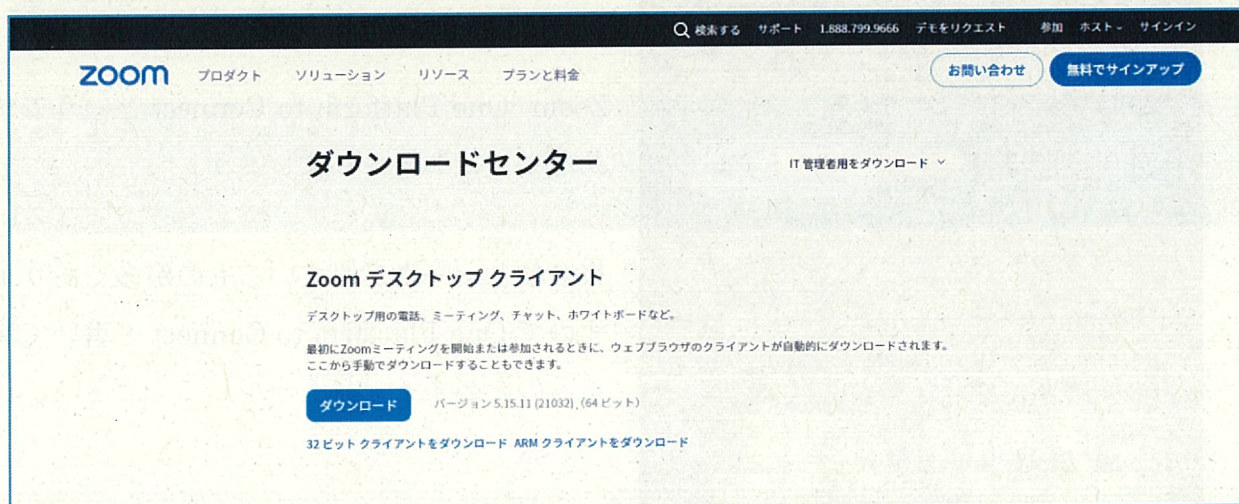 検索する サポート 1.888.799.9666 デモをリクエスト 参加 ホスト サインイン
zoom プロダクト ソリューション リソース プランと料金 お問い合わせ 無料でサインアップ
ダウンロードセンター IT 管理者用をダウンロード
Zoom デスクトップ クライアント
デスクトップ用の電話、ミーティング、チャット、ホワイトボードなど。
最初にZoomミーティングを開始または参加されるときに、ウェブブラウザのクライアントが自動的にダウンロードされます。
ここから手動でダウンロードすることもできます。
ダウンロード バージョン 5.15.11 (21032) (64 ビット)
32 ビット クライアントをダウンロード ARM クライアントをダウンロード